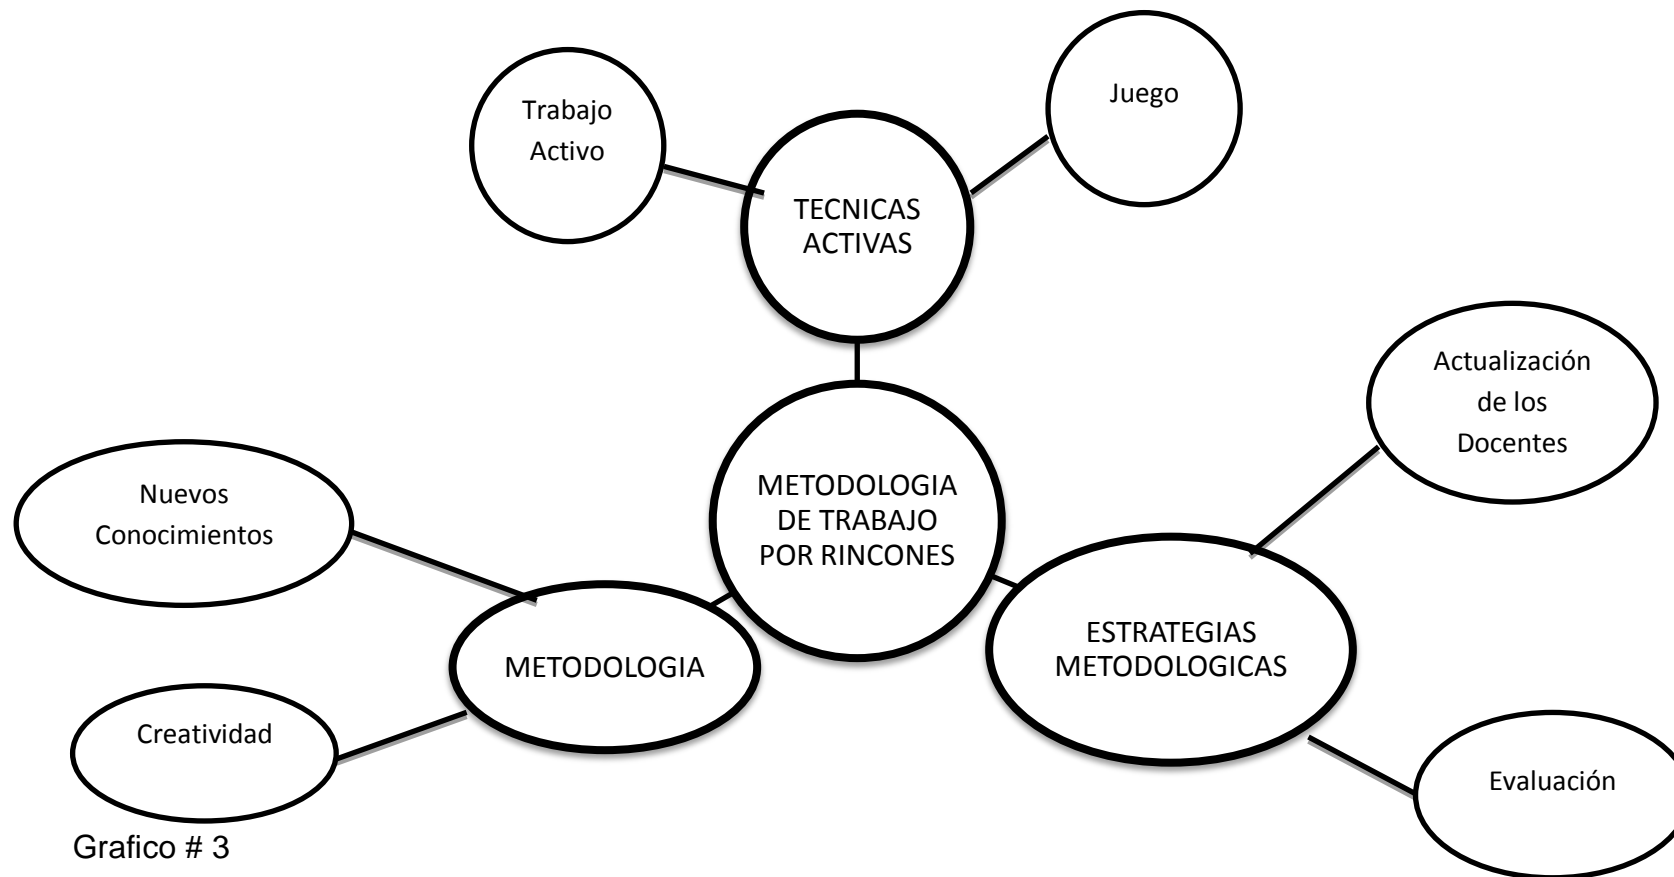 Juego
Trabajo
Activo
TECNICAS
ACTIVAS
Actualización
de los
Docentes
Nuevos
Conocimientos
METODOLOGIA
DE TRABAJO
POR RINCONES
METODOLOGIA
ESTRATEGIAS
METODOLOGICAS
Creatividad
Evaluación
Grafico # 3